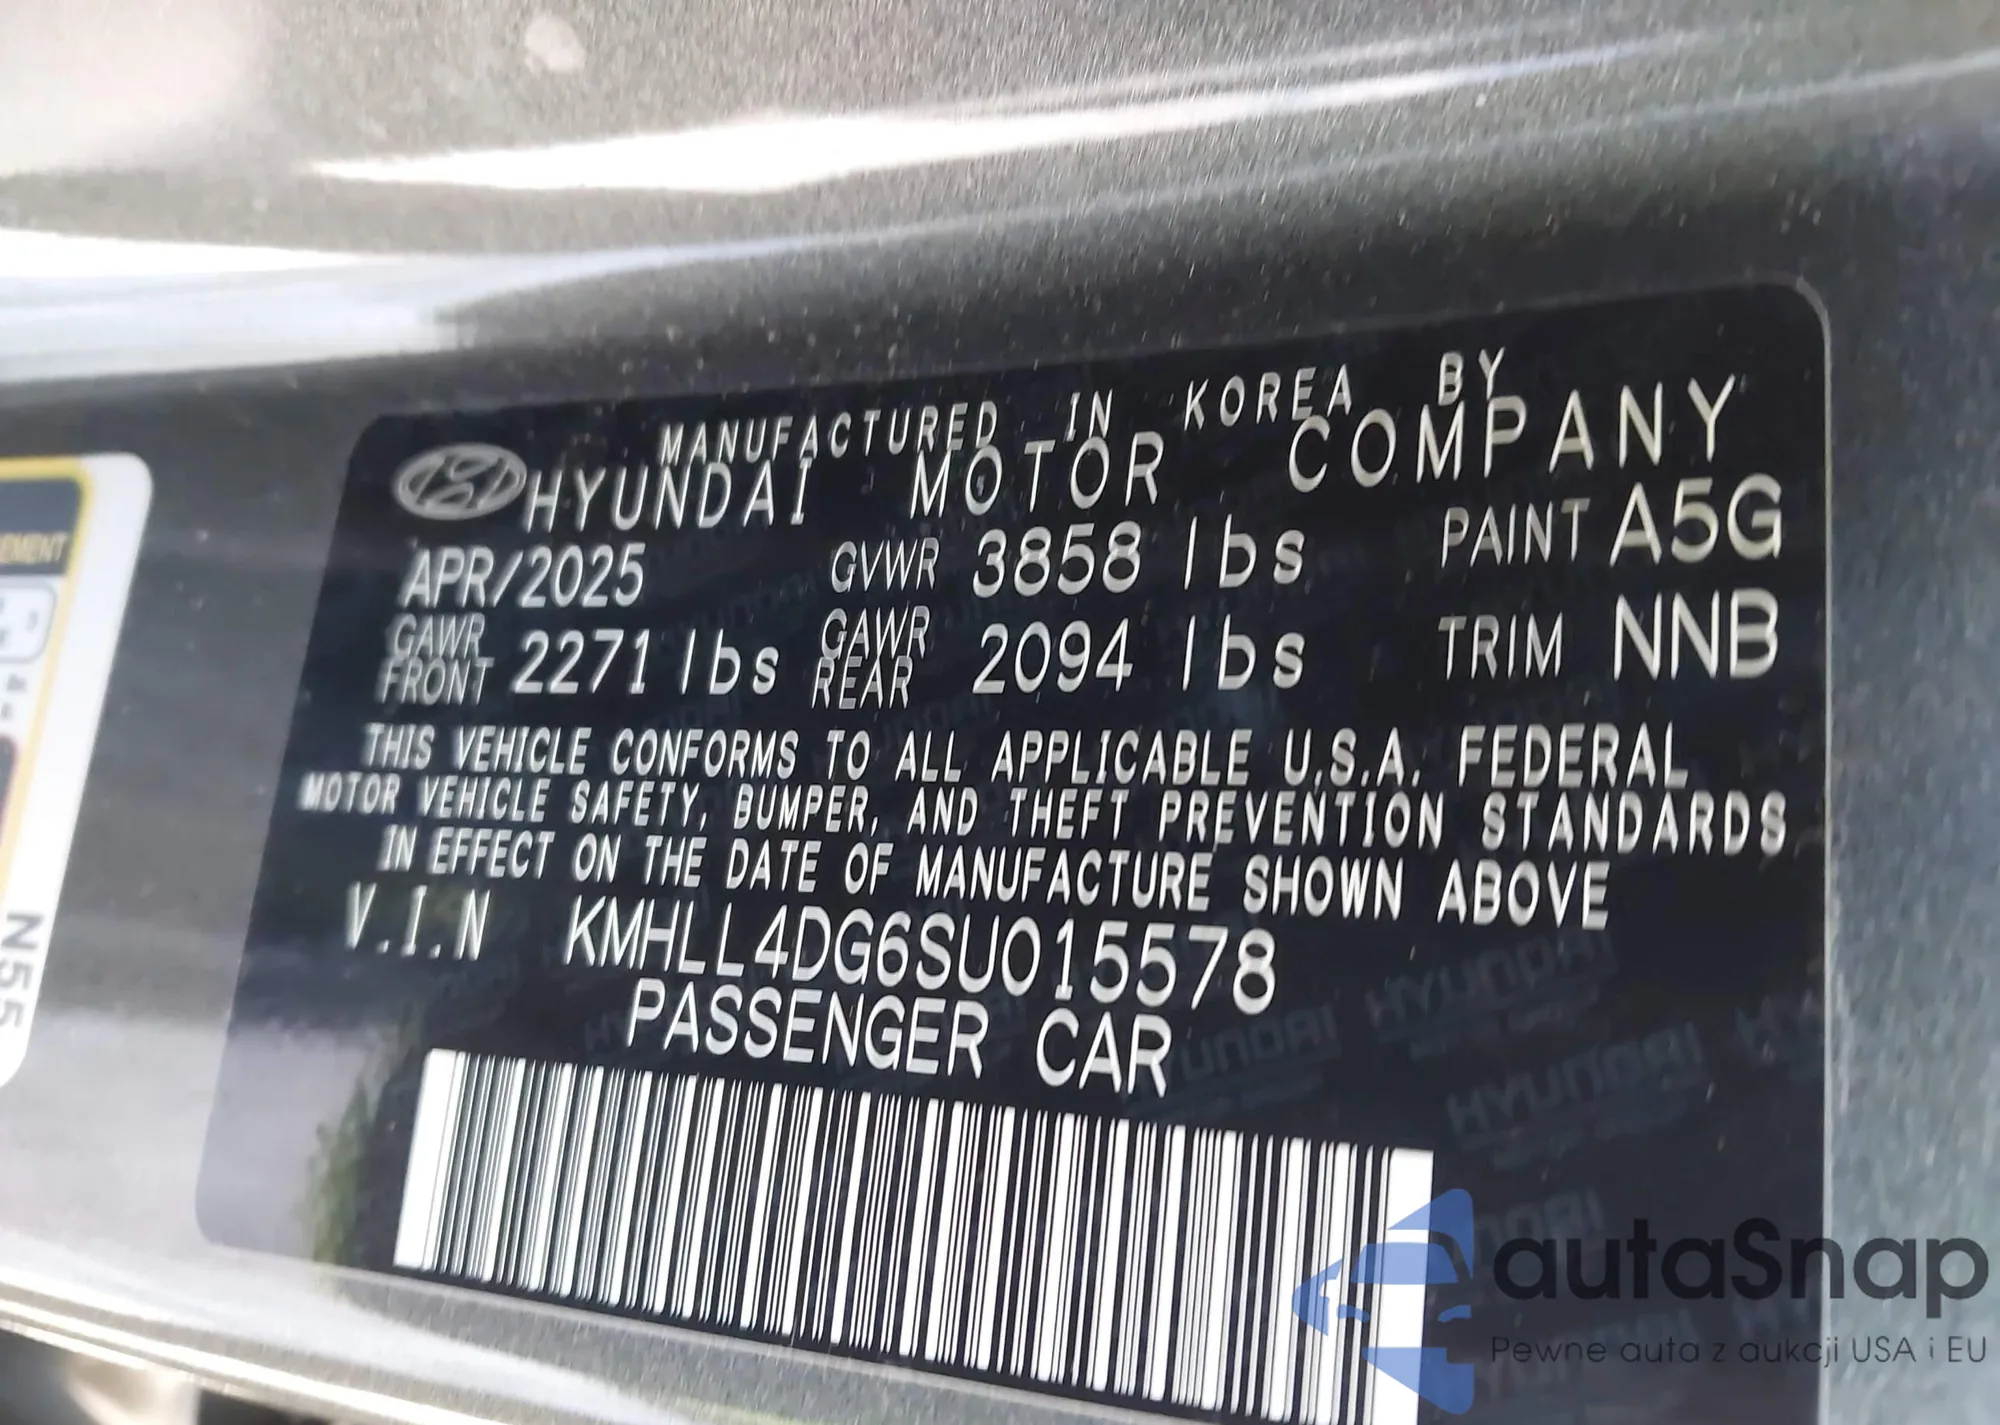 MANUFACTURED IN KOREA BY
HYUNDAI MOTOR COMPANY
APR/2025 GVWR 3858 lbs PAINT A5G
GAWR FRONT 2271 lbs GAWR REAR 2094 lbs TRIM NNB
THIS VEHICLE CONFORMS TO ALL APPLICABLE U.S.A. FEDERAL
MOTOR VEHICLE SAFETY, BUMPER, AND THEFT PREVENTION STANDARDS
IN EFFECT ON THE DATE OF MANUFACTURE SHOWN ABOVE
V.I.N KMHLL4DG6SU015578
PASSENGER CAR
N55
autaSnap
Pewne auta z aukcji USA i EU